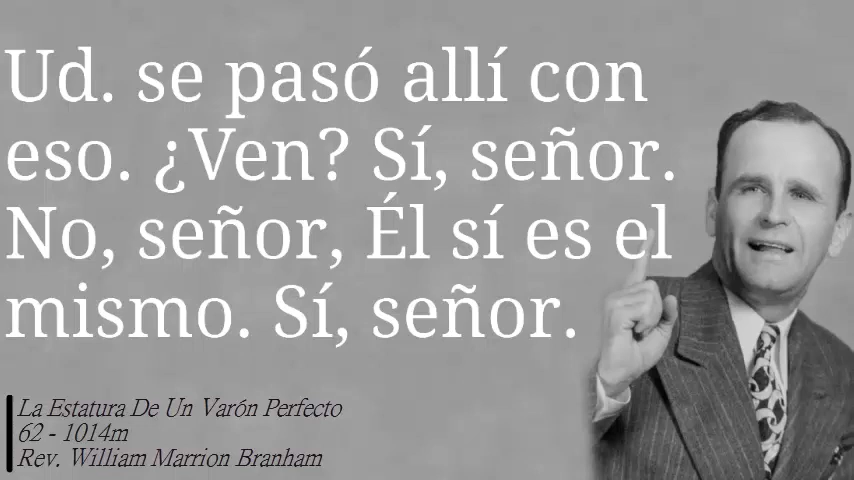 Ud. se pasó allí con
eso. ¿Ven? Sí, señor.
No, señor, Él sí es el
mismo. Sí, señor.
La Estatura De Un Varón Perfecto
62 - 1014m
Rev. William Marrion Branham